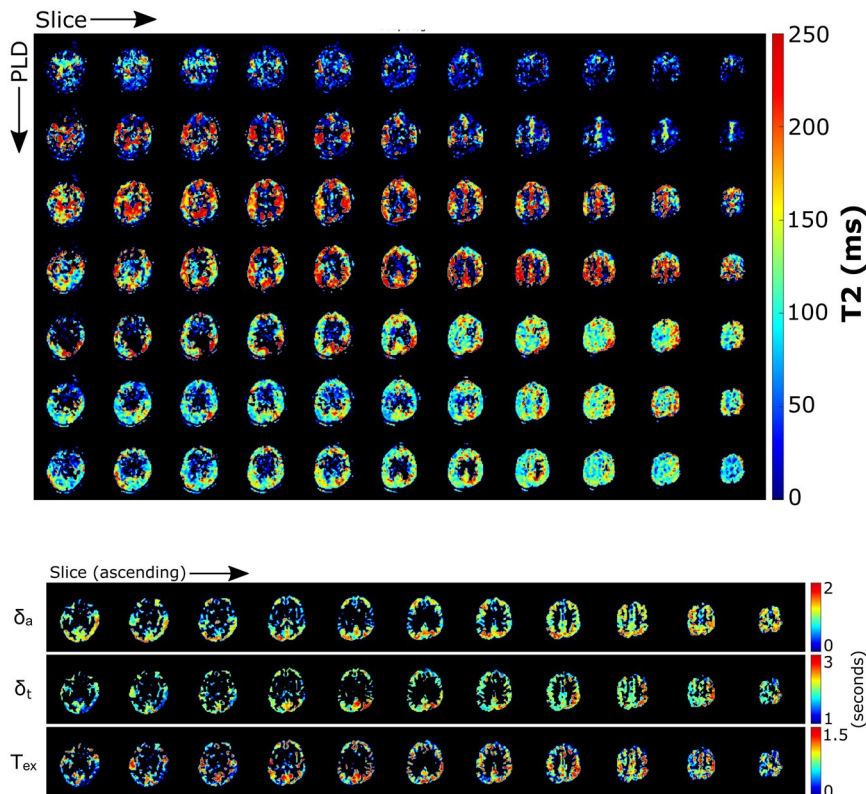 Slice
PLD
250
200
150
100
50
0
T2 (ms)
Slice (ascending)
δa
2
0
δt
3
1
Tex
1.5
0
(seconds)